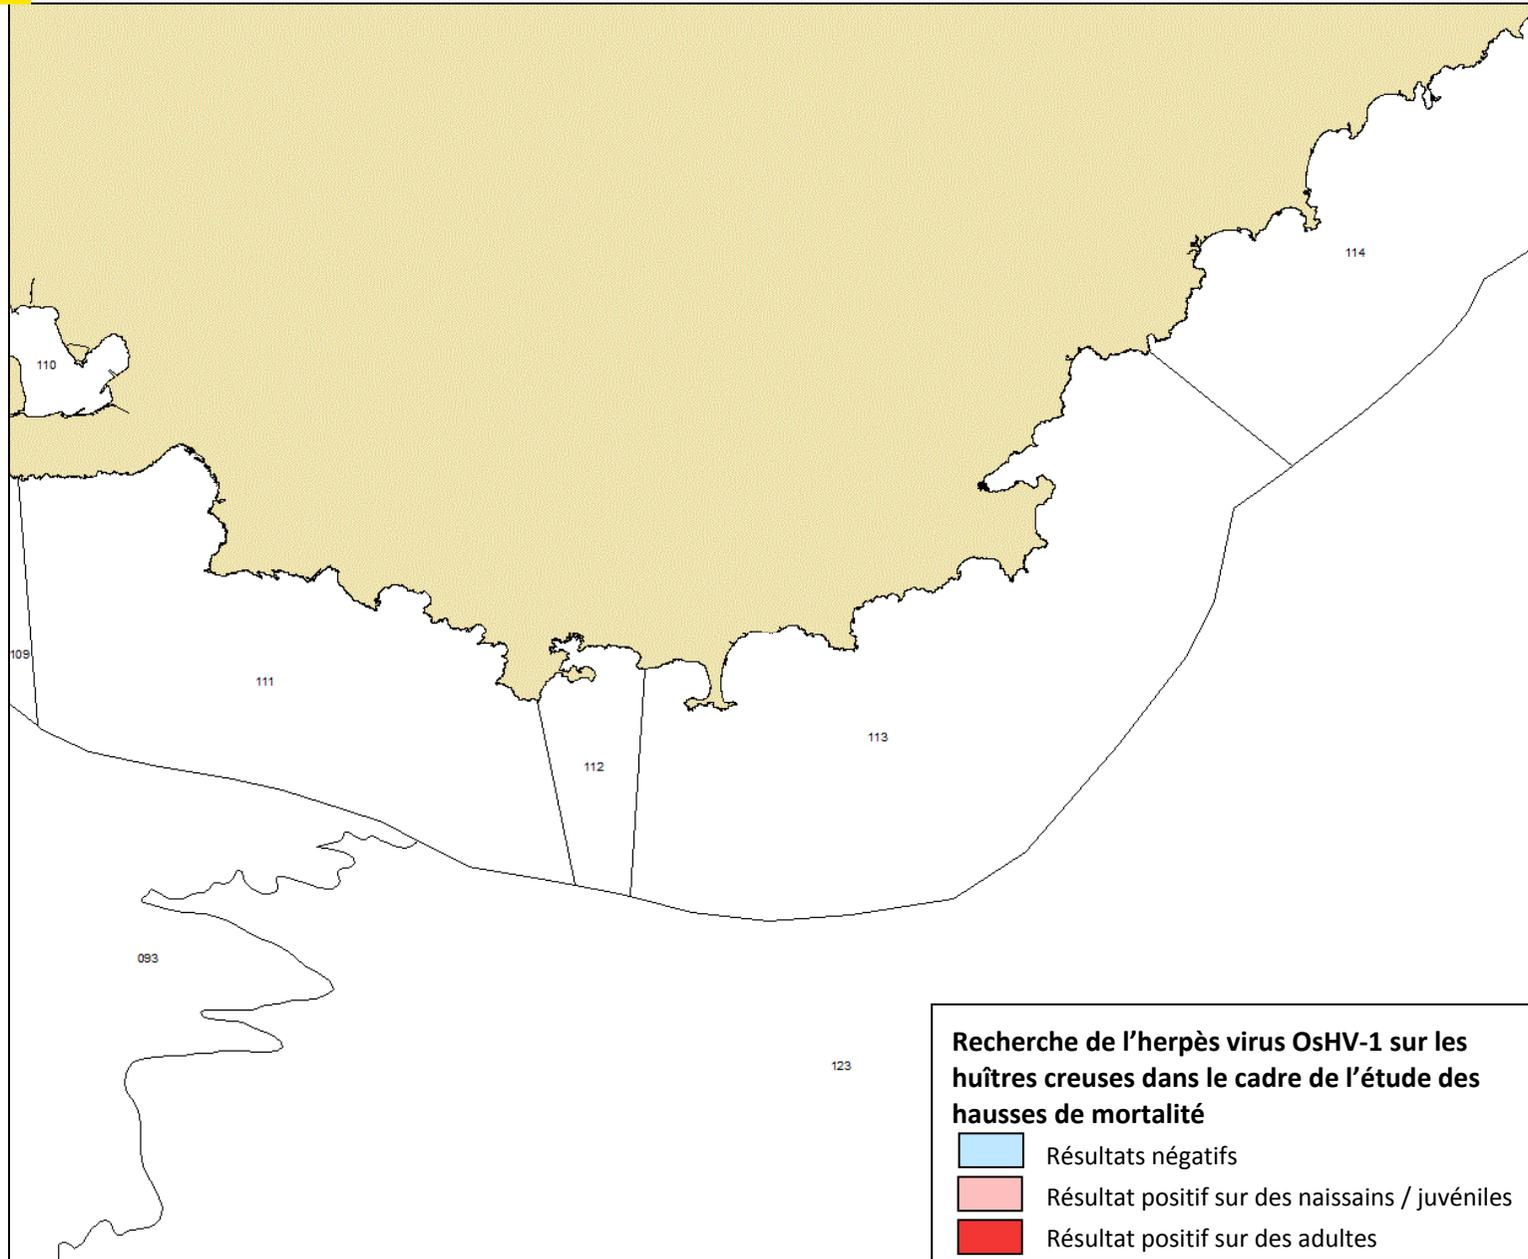 114
110
109
111
113
112
093
123
Recherche de l’herpès virus OsHV-1 sur les
huîtres creuses dans le cadre de l’étude des
hausses de mortalité
Résultats négatifs
Résultat positif sur des naissains / juvéniles
Résultat positif sur des adultes